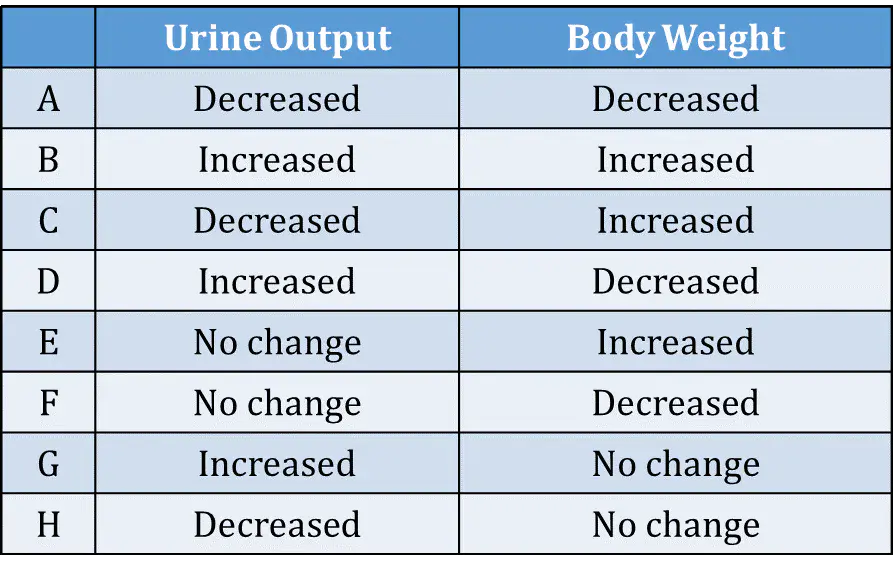 Urine Output Body Weight
A Decreased Decreased
B Increased Increased
C Decreased Increased
D Increased Decreased
E No change Increased
F No change Decreased
G Increased No change
H Decreased No change